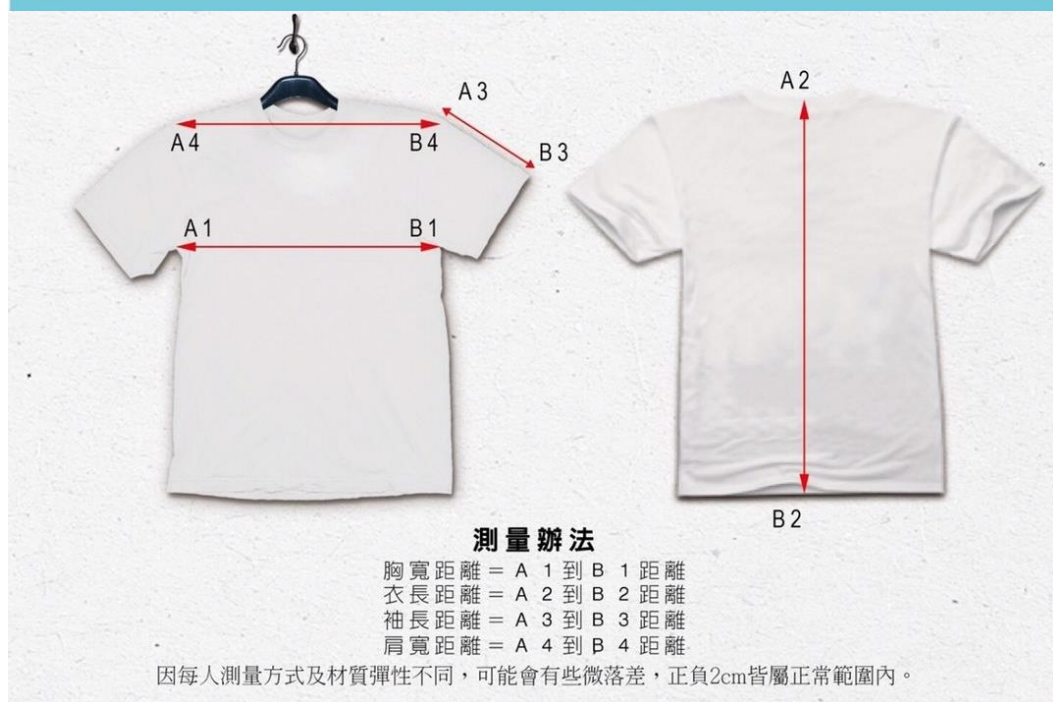 A3
A2
A4
B4
B3
A1
B1
B2
測量辦法
胸寬距離＝A 1到B 1距離
衣長距離＝A 2到B 2距離
袖長距離＝A 3到B 3距離
肩寬距離＝A 4到B 4距離
因每人測量方式及材質彈性不同，可能會有些微落差，正負2cm皆屬正常範圍內。